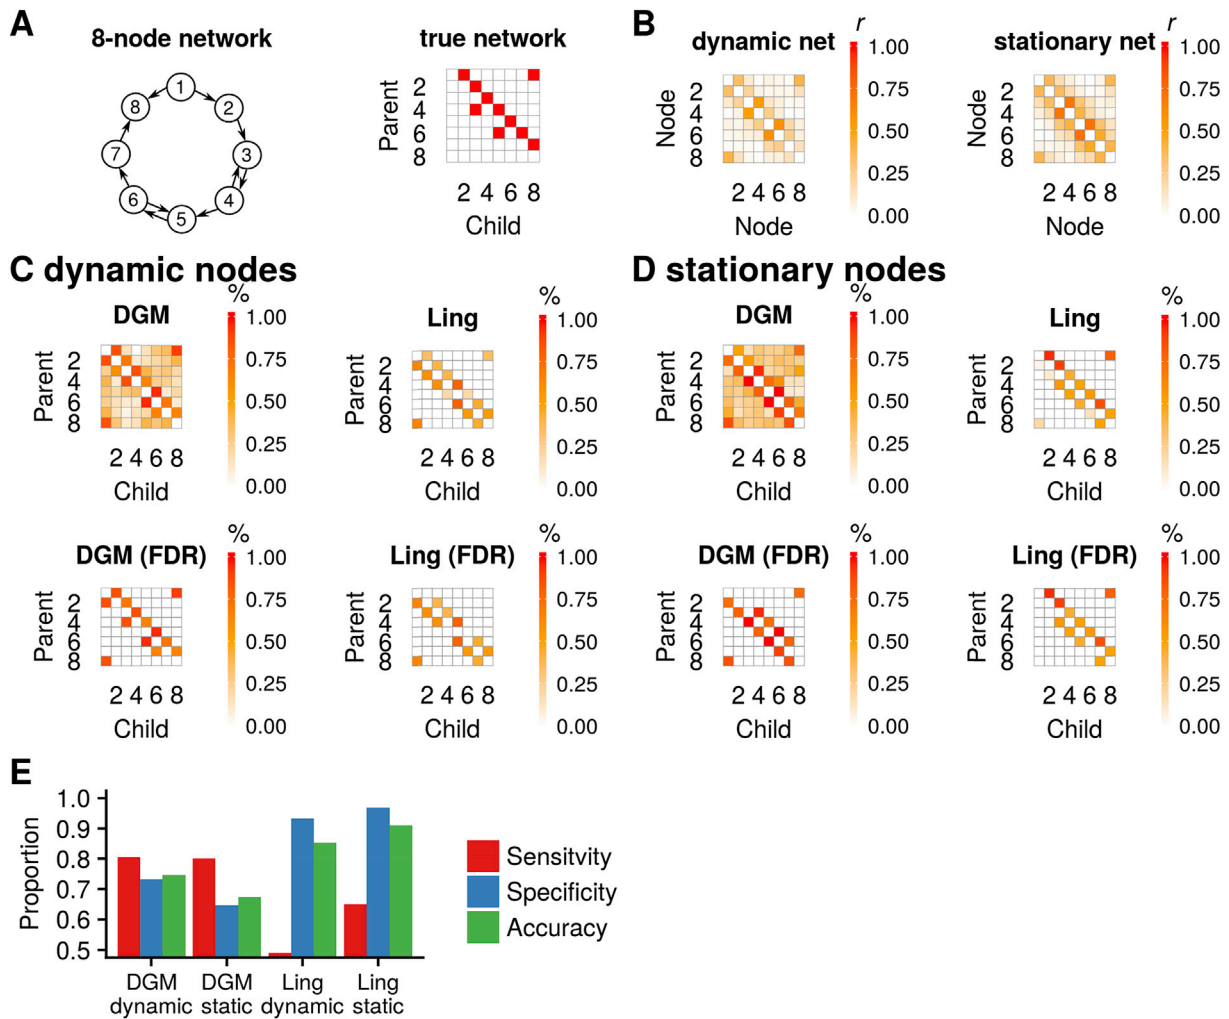 A
8-node network
1
2
3
4
5
6
7
8
true network
Parent
2
4
6
8
2 4 6 8
Child
B
dynamic net
r
1.00
0.75
0.50
0.25
0.00
Node
2
4
6
8
2 4 6 8
Node
stationary net
r
1.00
0.75
0.50
0.25
0.00
Node
2
4
6
8
2 4 6 8
Node
C dynamic nodes
DGM
%
1.00
0.75
0.50
0.25
0.00
Parent
2
4
6
8
2 4 6 8
Child
Ling
%
1.00
0.75
0.50
0.25
0.00
Parent
2
4
6
8
2 4 6 8
Child
DGM (FDR)
%
1.00
0.75
0.50
0.25
0.00
Parent
2
4
6
8
2 4 6 8
Child
Ling (FDR)
%
1.00
0.75
0.50
0.25
0.00
Parent
2
4
6
8
2 4 6 8
Child
D stationary nodes
DGM
%
1.00
0.75
0.50
0.25
0.00
Parent
2
4
6
8
2 4 6 8
Child
Ling
%
1.00
0.75
0.50
0.25
0.00
Parent
2
4
6
8
2 4 6 8
Child
DGM (FDR)
%
1.00
0.75
0.50
0.25
0.00
Parent
2
4
6
8
2 4 6 8
Child
Ling (FDR)
%
1.00
0.75
0.50
0.25
0.00
Parent
2
4
6
8
2 4 6 8
Child
E
Proportion
1.0
0.9
0.8
0.7
0.6
0.5
DGM
dynamic
DGM
static
Ling
dynamic
Ling
static
Sensitvity
Specificity
Accuracy